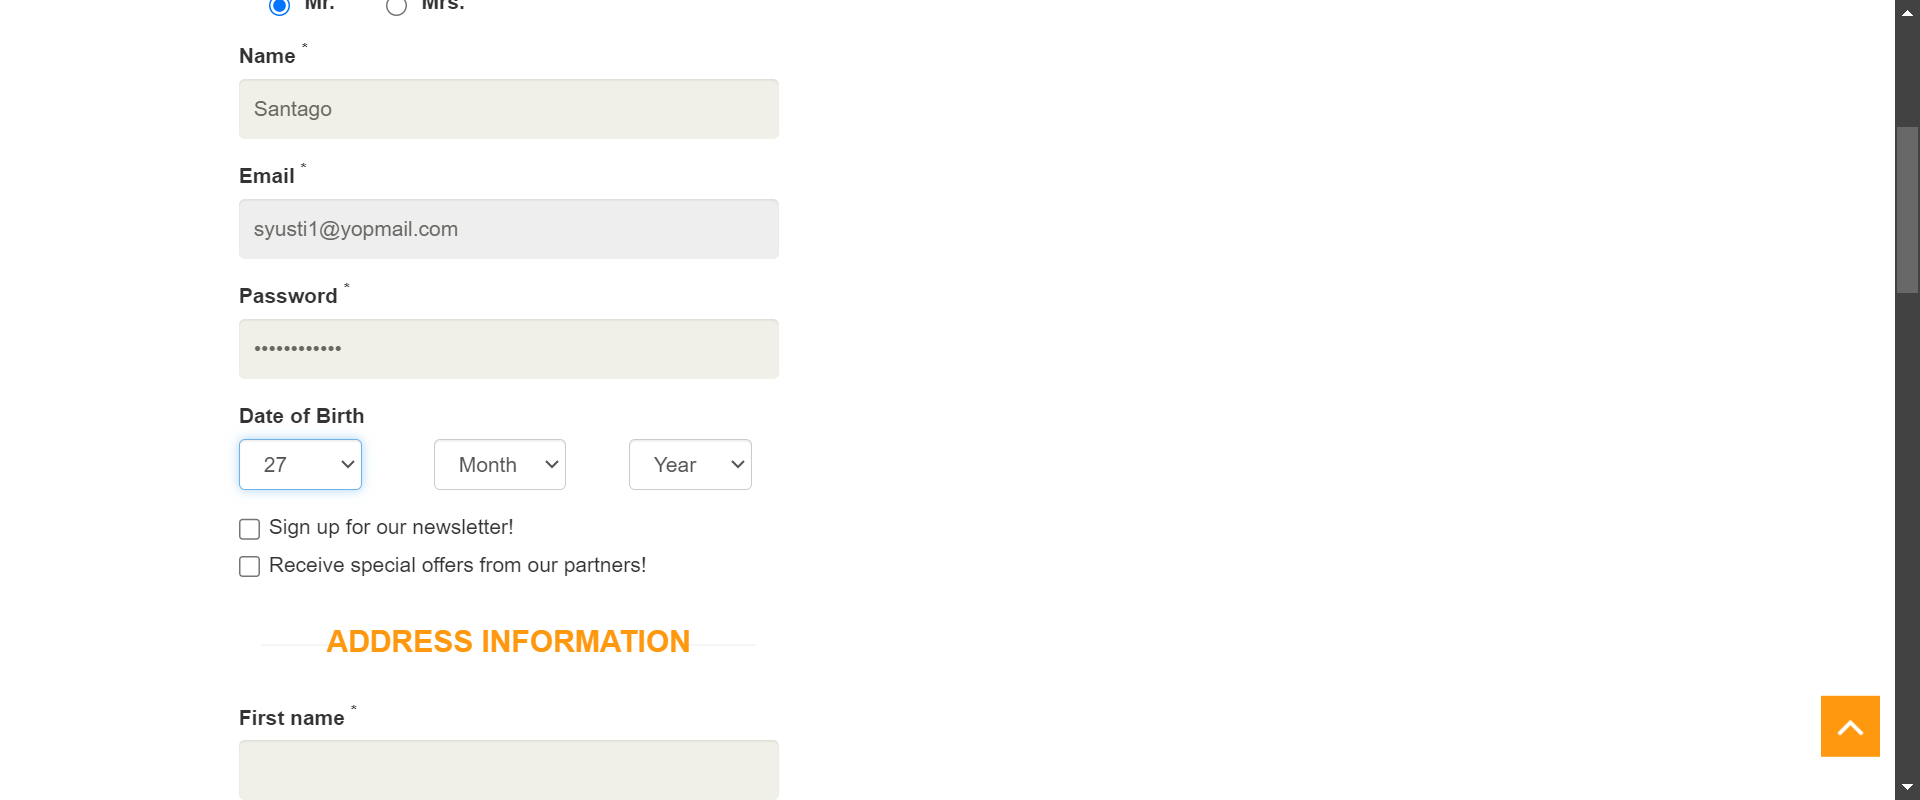 Mr. Mrs.
Name *
Santago
Email *
syusti1@yopmail.com
Password *
••••••••••••
Date of Birth
27 Month Year
Sign up for our newsletter!
Receive special offers from our partners!
ADDRESS INFORMATION
First name *